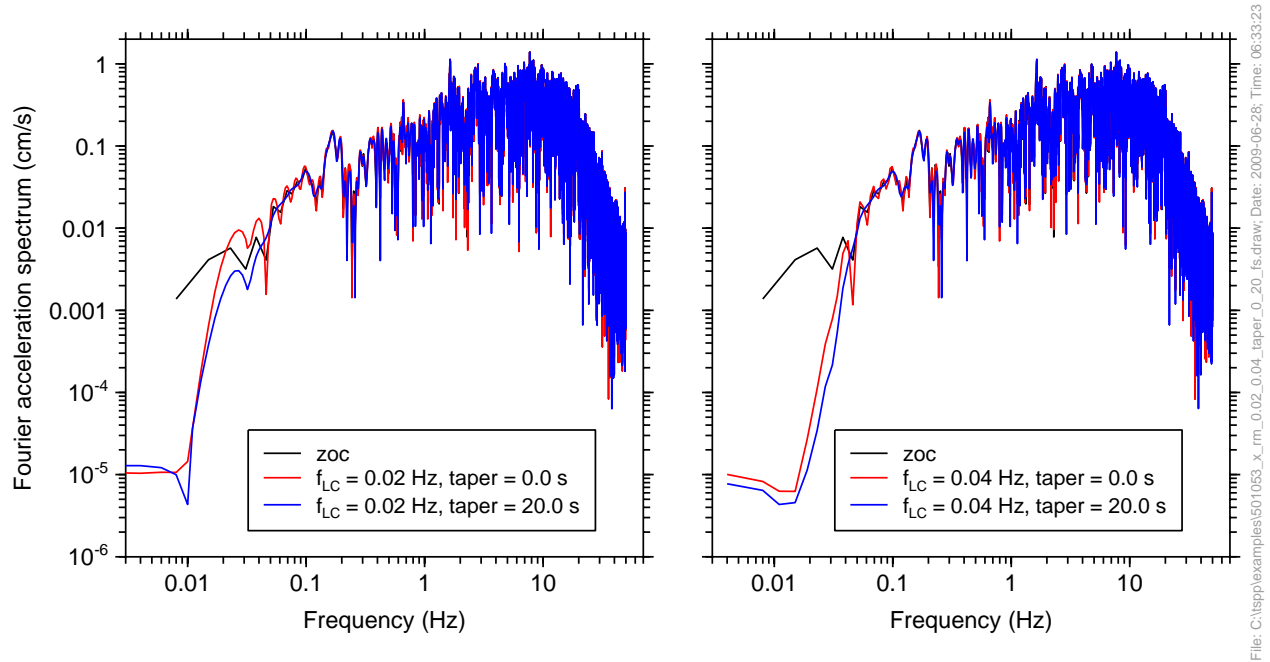 Fourier acceleration spectrum (cm/s)
1
0.1
0.01
0.001
10-4
10-5
10-6
0.01
0.1
1
10
Frequency (Hz)
zoc
fLC = 0.02 Hz, taper = 0.0 s
fLC = 0.02 Hz, taper = 20.0 s
0.01
0.1
1
10
Frequency (Hz)
zoc
fLC = 0.04 Hz, taper = 0.0 s
fLC = 0.04 Hz, taper = 20.0 s
File: C:\tspp\examples\501053_x_rm_0.02_0.04_taper_0_20_fs.draw; Date: 2009-06-28; Time: 06:33:23